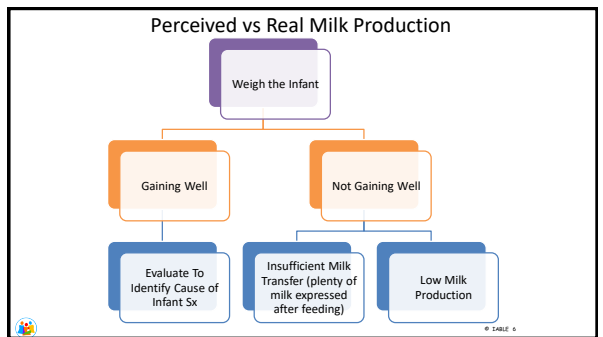 Perceived vs Real Milk Production
Weigh the Infant
Gaining Well
Not Gaining Well
Evaluate To
Identify Cause of
Infant Sx
Insufficient Milk
Transfer (plenty of
milk expressed
after feeding)
Low Milk
Production
© IABLE 6